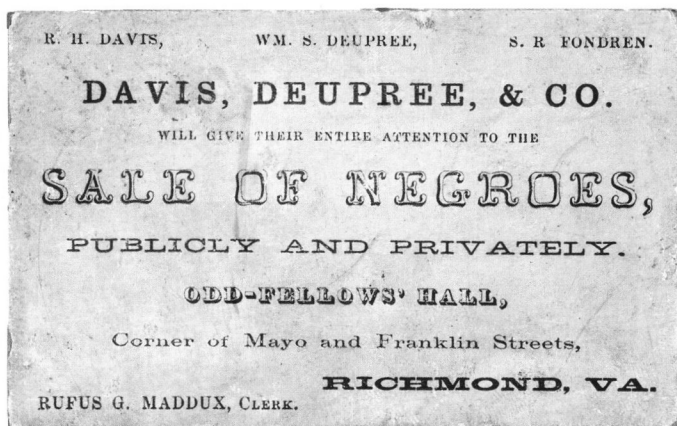 R. H. DAVIS, WM. S. DEUPREE, S. R FONDREN.
DAVIS, DEUPREE, & CO.
WILL GIVE THEIR ENTIRE ATTENTION TO THE
SALE OF NEGROES,
PUBLICLY AND PRIVATELY.
ODD-FELLOWS' HALL,
Corner of Mayo and Franklin Streets,
RICHMOND, VA.
RUFUS G. MADDUX, CLERK.